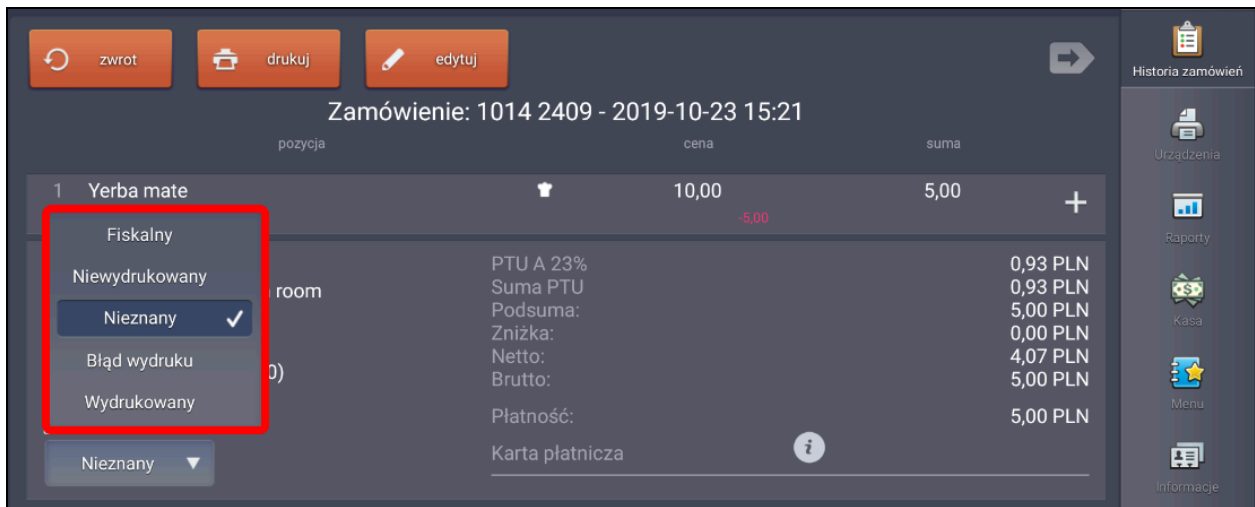 zwrot
drukuj
edytuj
Historia zamówień
Zamówienie: 1014 2409 - 2019-10-23 15:21
pozycja cena suma
Urządzenia
1 Yerba mate 10,00 5,00 +
-5,00
Raporty
Fiskalny
Niewydrukowany
Nieznany
Błąd wydruku
Wydrukowany
room
0)
Nieznany
PTU A 23% 0,93 PLN
Suma PTU 0,93 PLN
Podsuma: 5,00 PLN
Zniżka: 0,00 PLN
Netto: 4,07 PLN
Brutto: 5,00 PLN
Płatność: 5,00 PLN
Karta płatnicza i
Kasa
Menu
Informacje